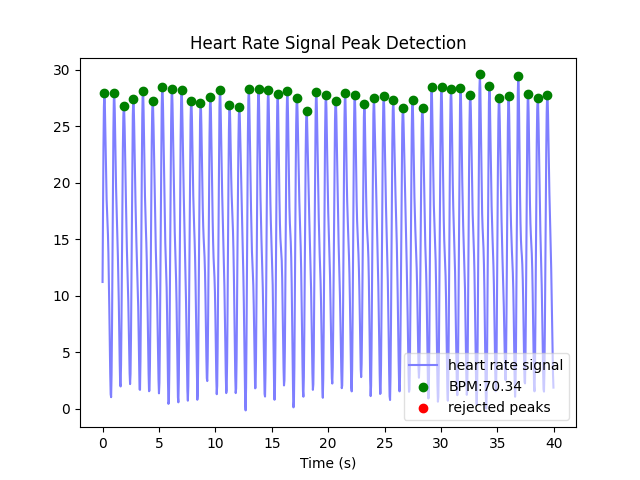 Heart Rate Signal Peak Detection
30
25
20
15
10
5
0
heart rate signal
BPM:70.34
rejected peaks
0 5 10 15 20 25 30 35 40
Time (s)